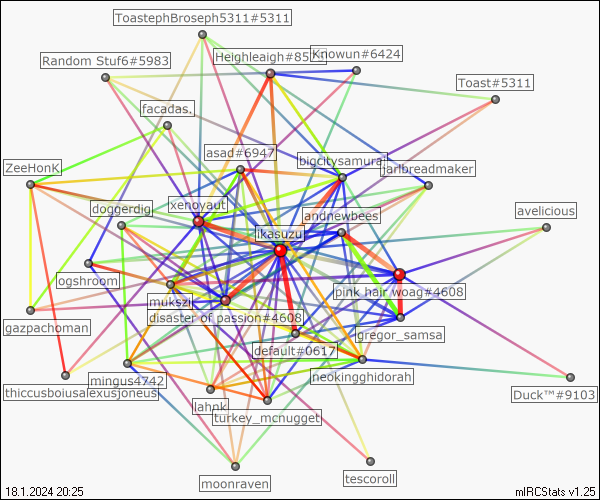 ToastephBroseph5311#5311
Heighleaigh#85
Knowun#6424
Random Stuf6#5983
Toast#5311
facadas.
asad#6947
bigcitysamurai
jarlbreadmaker
ZeeHonk
xenoyaut
doggerdig
andnewbees
avelicious
ikasuzu
ogshroom
pink hair woag#4608
mukszi
disaster of passion#4608
gazpachoman
gregor_samsa
default#0617
neokingghidorah
mingus4742
thiccusboiusalexusjoneus
Duck™#9103
lahnk
turkey_mcnugget
moonraven
tescoroll
18.1.2024 20:25
mIRCStats v1.25